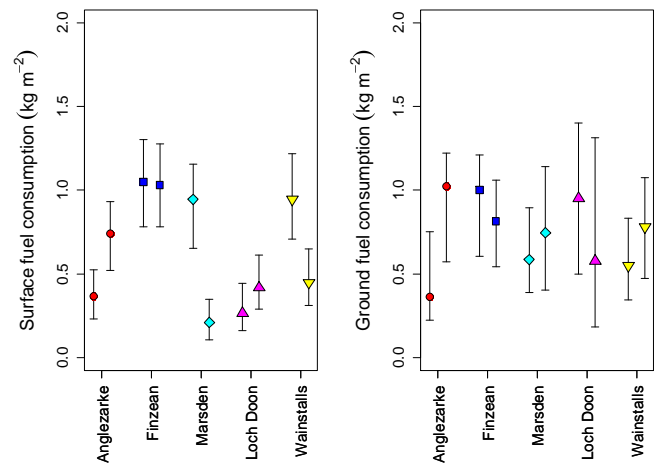 Surface fuel consumption (kg m⁻²)
0.0
0.5
1.0
1.5
2.0
Anglezarke
Finzean
Marsden
Loch Doon
Wainstalls
Ground fuel consumption (kg m⁻²)
0.0
0.5
1.0
1.5
2.0
Anglezarke
Finzean
Marsden
Loch Doon
Wainstalls